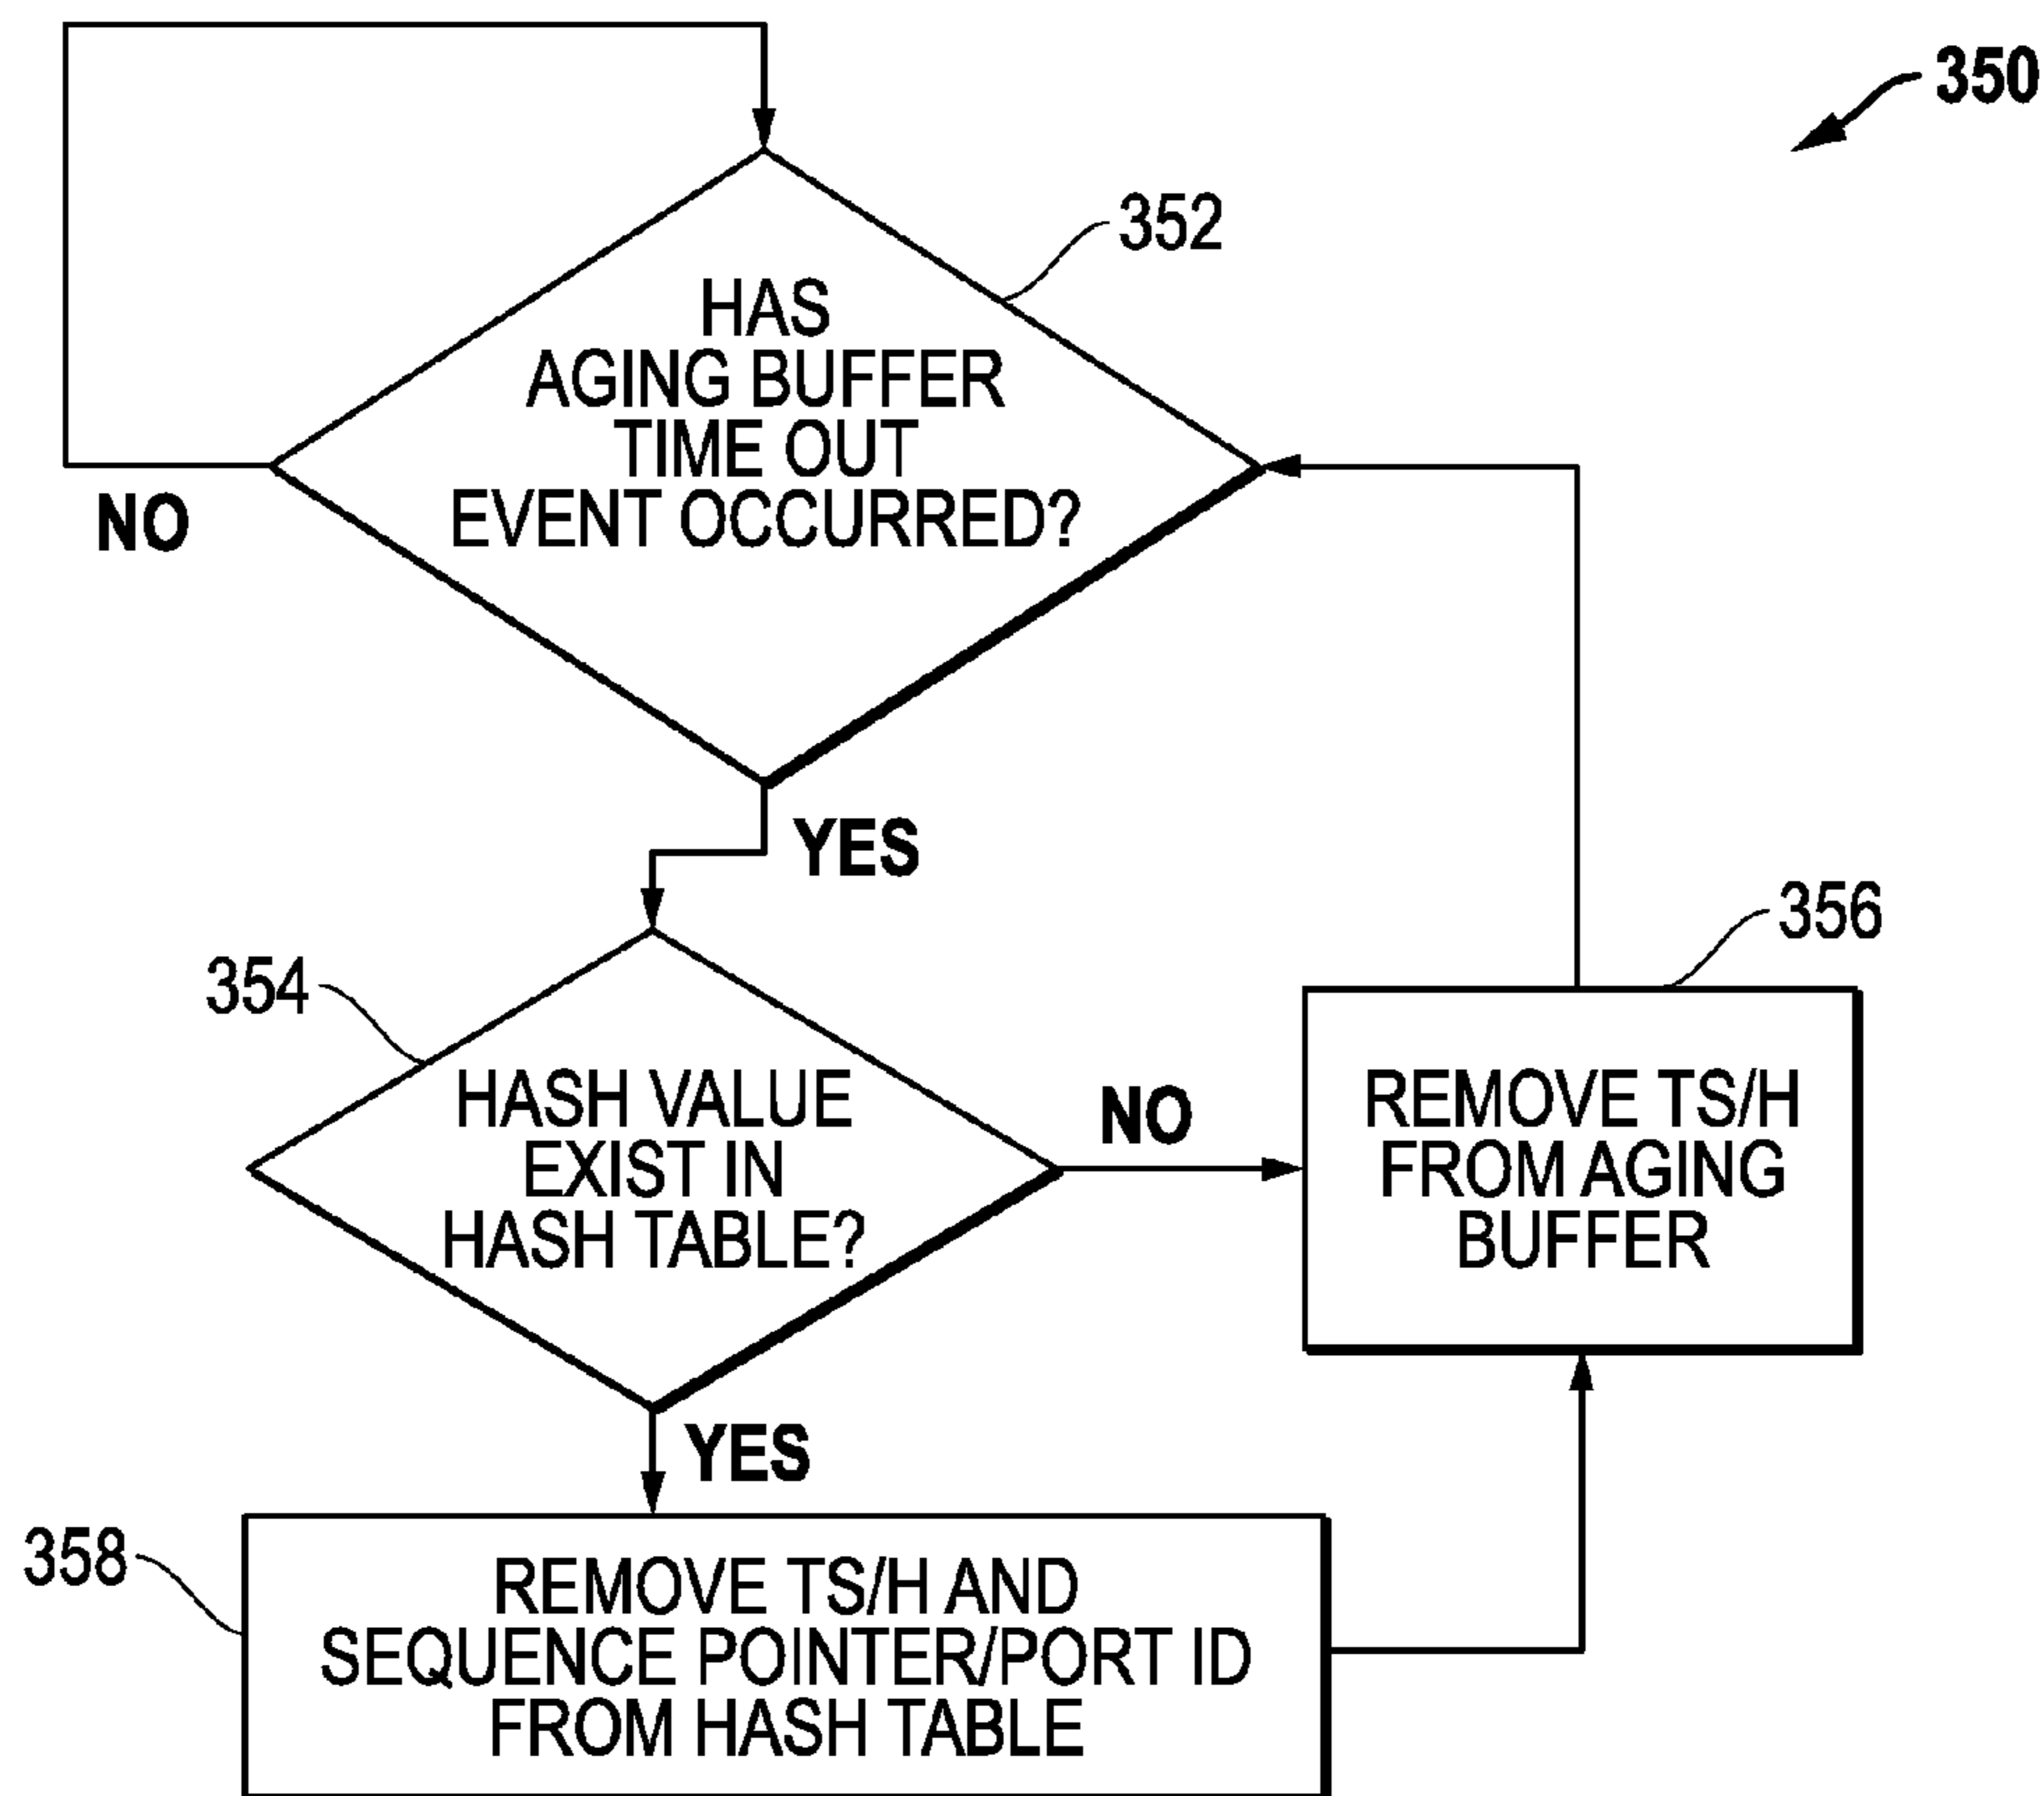 350
352
HAS
AGING BUFFER
TIME OUT
EVENT OCCURRED?
NO
YES
354
HASH VALUE
EXIST IN
HASH TABLE?
NO
356
REMOVE TS/H
FROM AGING
BUFFER
YES
358
REMOVE TS/H AND
SEQUENCE POINTER/PORT ID
FROM HASH TABLE